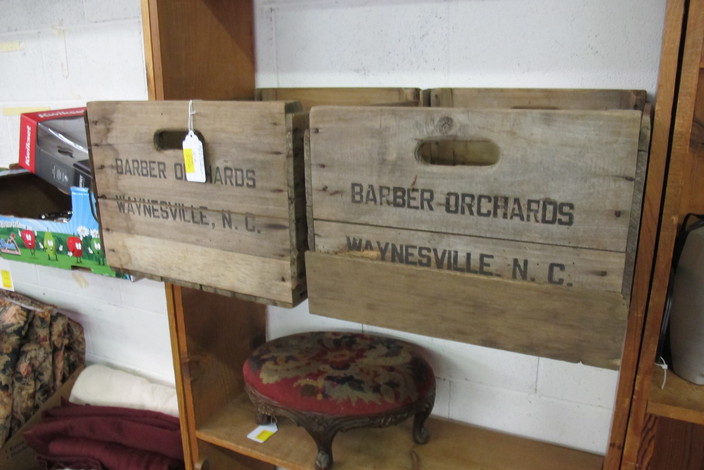 BARBER ORCHARDS
WAYNESVILLE, N. C.
BARBER ORCHARDS
WAYNESVILLE, N. C.